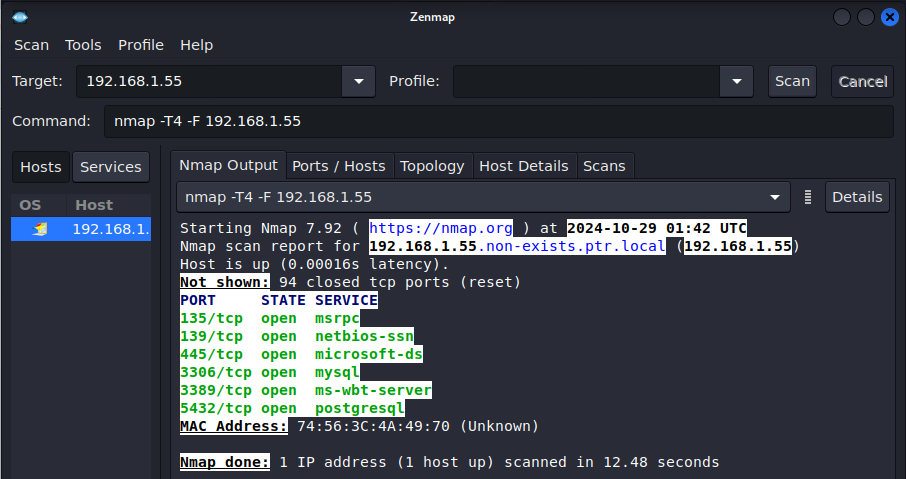 Zenmap
Scan Tools Profile Help
Target: 192.168.1.55 Profile: Scan Cancel
Command: nmap -T4 -F 192.168.1.55
Hosts Services
OS Host
192.168.1.
Nmap Output Ports / Hosts Topology Host Details Scans
nmap -T4 -F 192.168.1.55 Details
Starting Nmap 7.92 ( https://nmap.org ) at 2024-10-29 01:42 UTC
Nmap scan report for 192.168.1.55.non-exists.ptr.local (192.168.1.55)
Host is up (0.00016s latency).
Not shown: 94 closed tcp ports (reset)
PORT     STATE SERVICE
135/tcp  open  msrpc
139/tcp  open  netbios-ssn
445/tcp  open  microsoft-ds
3306/tcp open  mysql
3389/tcp open  ms-wbt-server
5432/tcp open  postgresql
MAC Address: 74:56:3C:4A:49:70 (Unknown)
Nmap done: 1 IP address (1 host up) scanned in 12.48 seconds